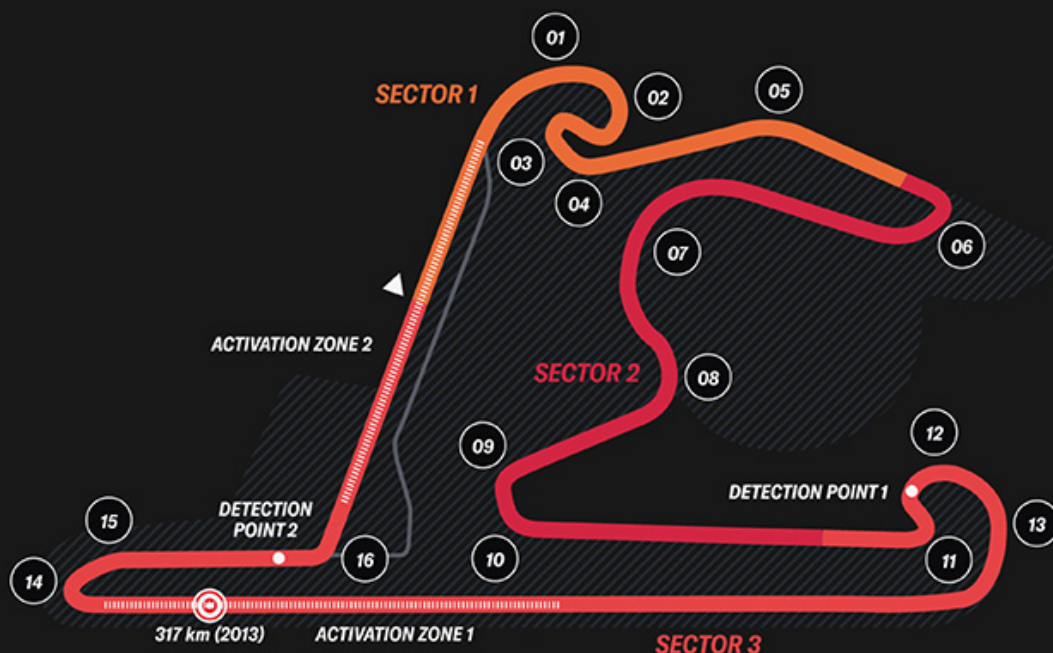 01
SECTOR 1
02
05
03
04
06
07
ACTIVATION ZONE 2
SECTOR 2
08
09
12
DETECTION POINT 1
DETECTION
POINT 2
15
13
16
10
11
14
317 km (2013)
ACTIVATION ZONE 1
SECTOR 3